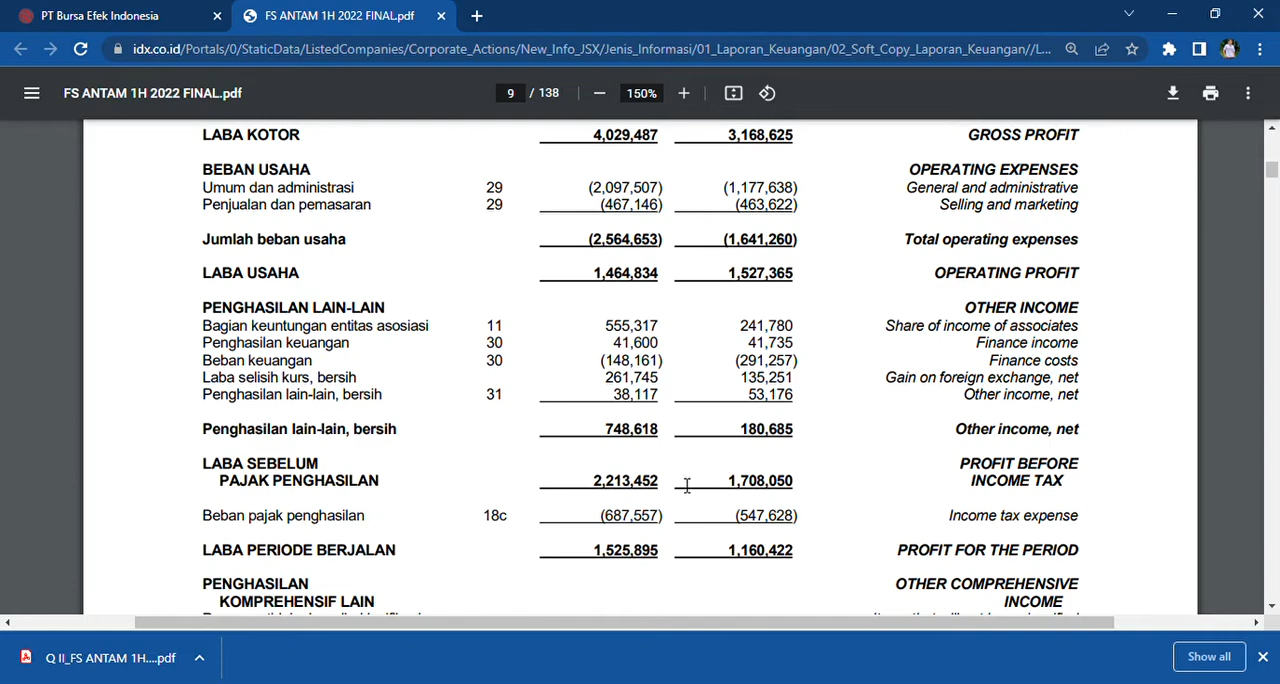 PT Bursa Efek Indonesia
FS ANTAM 1H 2022 FINAL.pdf
idx.co.id/Portals/0/StaticData/ListedCompanies/Corporate_Actions/New_Info_JSX/Jenis_Informasi/01_Laporan_Keuangan/02_Soft_Copy_Laporan_Keuangan//L...
FS ANTAM 1H 2022 FINAL.pdf 9 / 138 150%
LABA KOTOR 4,029,487 3,168,625 GROSS PROFIT
BEBAN USAHA OPERATING EXPENSES
Umum dan administrasi 29 (2,097,507) (1,177,638) General and administrative
Penjualan dan pemasaran 29 (467,146) (463,622) Selling and marketing
Jumlah beban usaha (2,564,653) (1,641,260) Total operating expenses
LABA USAHA 1,464,834 1,527,365 OPERATING PROFIT
PENGHASILAN LAIN-LAIN OTHER INCOME
Bagian keuntungan entitas asosiasi 11 555,317 241,780 Share of income of associates
Penghasilan keuangan 30 41,600 41,735 Finance income
Beban keuangan 30 (148,161) (291,257) Finance costs
Laba selisih kurs, bersih 261,745 135,251 Gain on foreign exchange, net
Penghasilan lain-lain, bersih 31 38,117 53,176 Other income, net
Penghasilan lain-lain, bersih 748,618 180,685 Other income, net
LABA SEBELUM PROFIT BEFORE
PAJAK PENGHASILAN 2,213,452 1,708,050 INCOME TAX
Beban pajak penghasilan 18c (687,557) (547,628) Income tax expense
LABA PERIODE BERJALAN 1,525,895 1,160,422 PROFIT FOR THE PERIOD
PENGHASILAN OTHER COMPREHENSIVE
KOMPREHENSIF LAIN INCOME
Q II_FS ANTAM 1H....pdf Show all